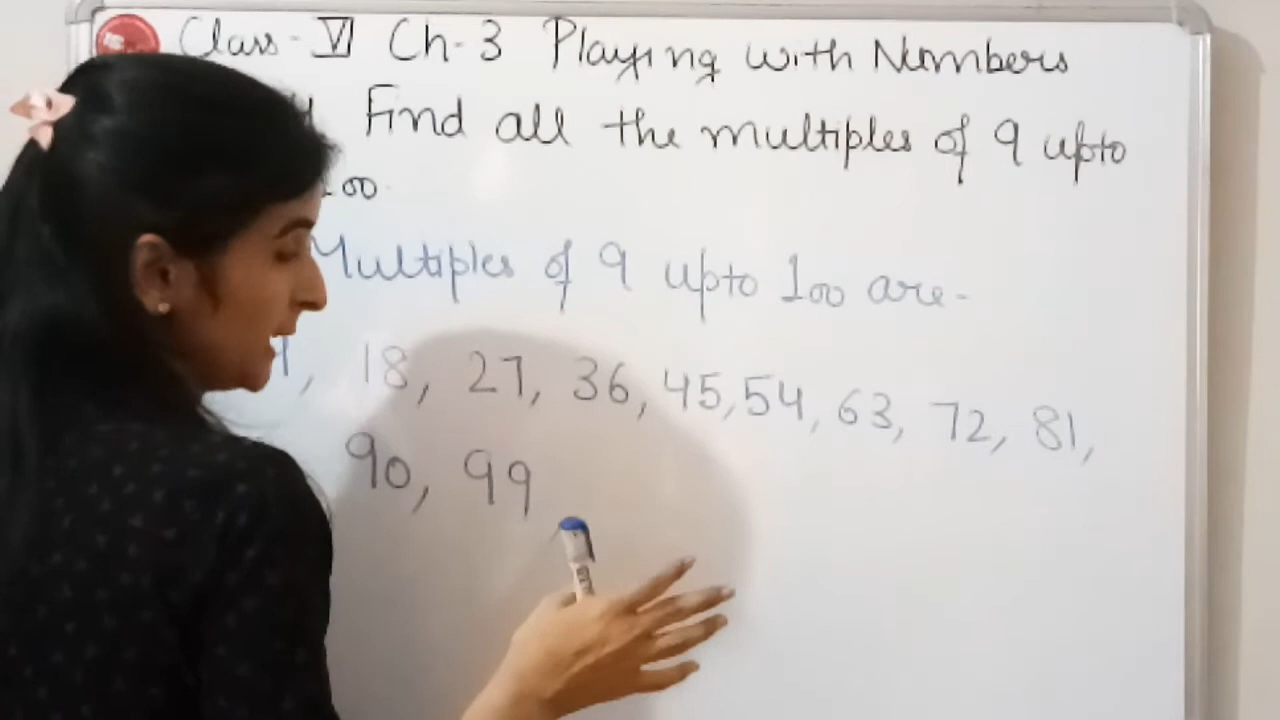 Class - VI Ch-3 Playing with Numbers
Find all the multiples of 9 upto
100.
Multiples of 9 upto 100 are-
9, 18, 27, 36, 45, 54, 63, 72, 81,
90, 99